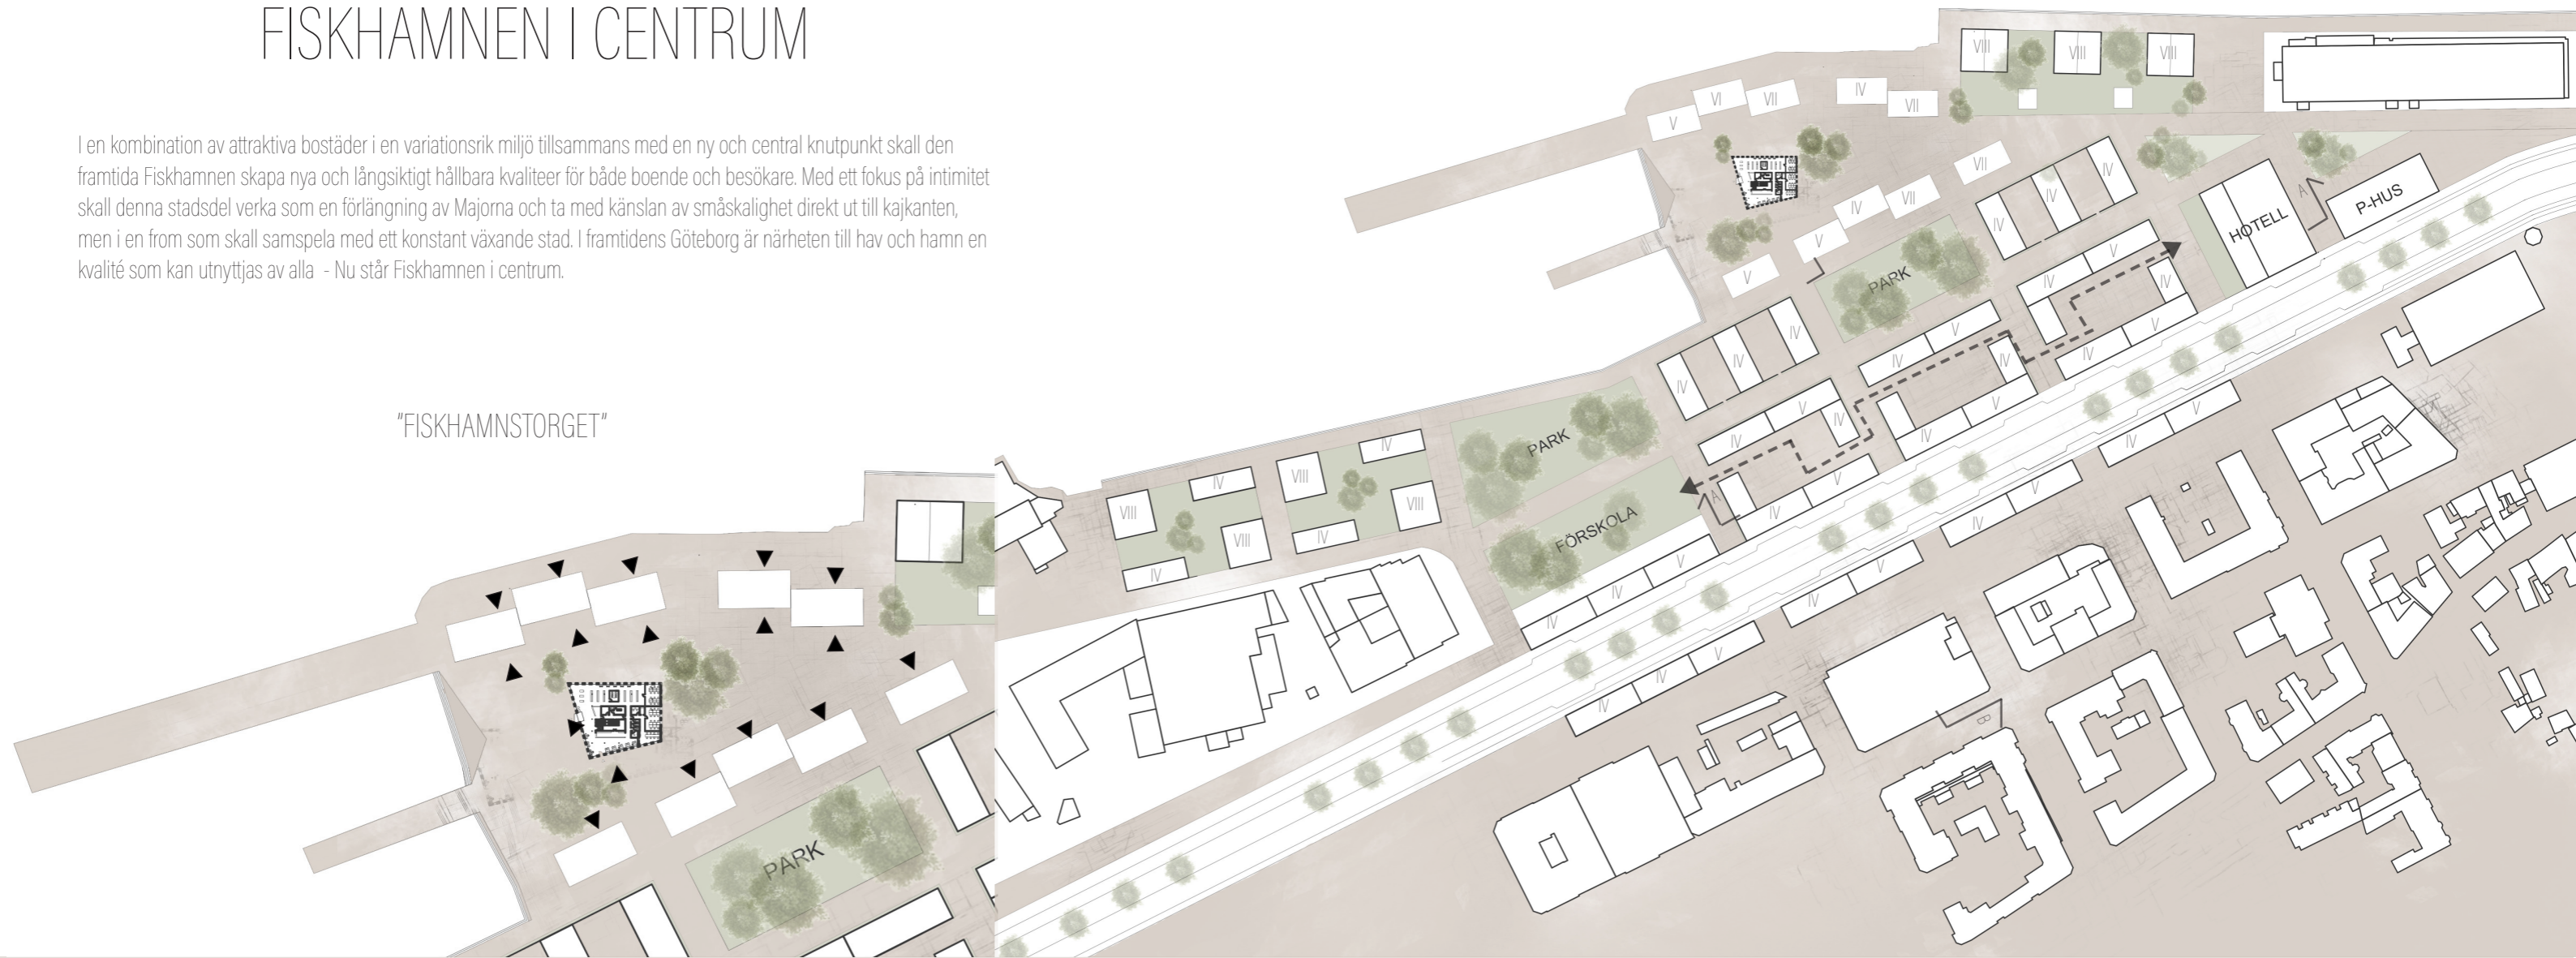 FISKHAMNEN I CENTRUM
I en kombination av attraktiva bostäder i en variationsrik miljö tillsammans med en ny och central knutpunkt skall den
framtida Fiskhamnen skapa nya och långsiktigt hållbara kvaliteer för både boende och besökare. Med ett fokus på intimitet
skall denna stadsdel verka som en förlängning av Majorna och ta med känslan av småskalighet direkt ut till kajkanten,
men i en from som skall samspela med ett konstant växande stad. I framtidens Göteborg är närheten till hav och hamn en
kvalité som kan utnyttjas av alla - Nu står Fiskhamnen i centrum.
"FISKHAMNSTORGET"
PARK
VIII
VIII
VIII
V
VI
VII
IV
VII
VII
VII
IV
V
V
PARK
IV
IV
IV
HOTELL
A
P-HUS
V
IV
IV
V
IV
IV
IV
IV
V
IV
IV
V
IV
V
IV
IV
A
V
IV
PARK
FÖRSKOLA
IV
VIII
VIII
IV
IV
VIII
VIII
IV
V
IV
IV
V
IV
V
IV
V
IV
V
IV
IV
B